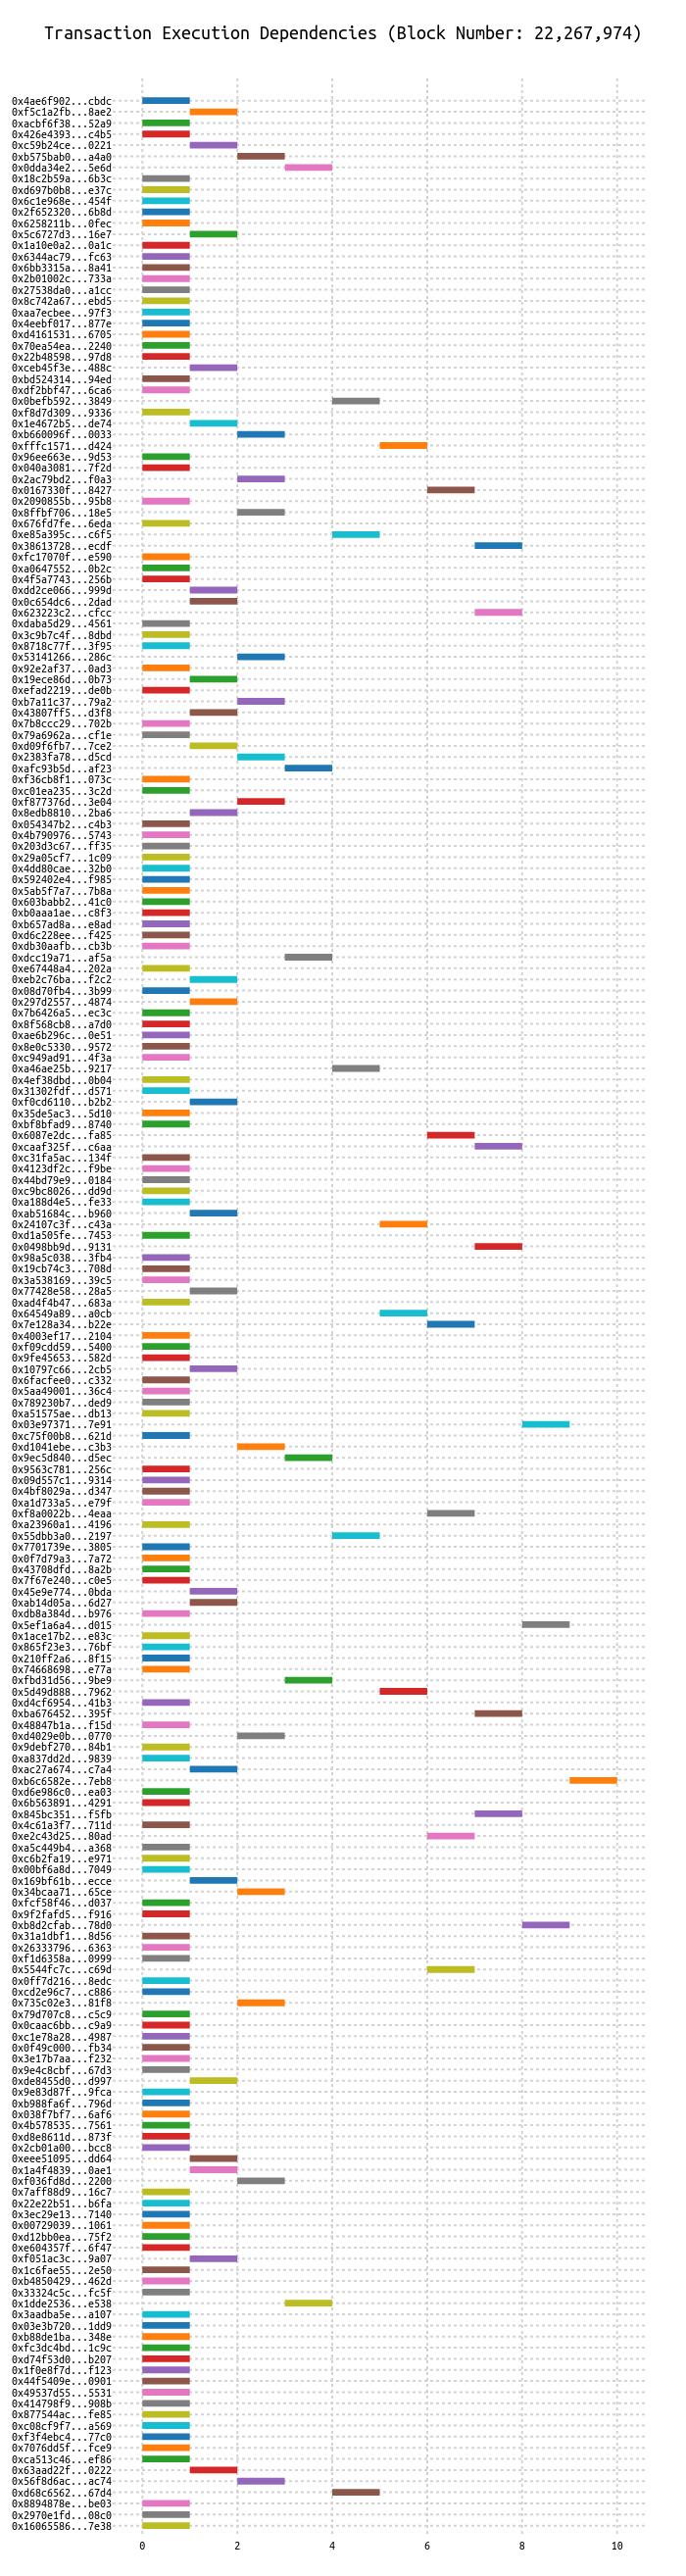 Transaction Execution Dependencies (Block Number: 22,267,974)
0x4ae6f902...cbdc
0xf5c1a2fb...8ae2
0xacbf6f38...52a9
0x426e4393...c4b5
0xc59b24ce...0221
0xb575bab0...a4a0
0x0dda34e2...5e6d
0x18c2b59a...6b3c
0xd697b0b8...e37c
0x6c1e968e...454f
0x2f652320...6b8d
0x6258211b...0fec
0x5c6727d3...16e7
0x1a10e0a2...0a1c
0x6344ac79...fc63
0x6bb3315a...8a41
0x2b01002c...733a
0x27538da0...a1cc
0x8c742a67...ebd5
0xaa7ecbee...97f3
0x4eebf017...877e
0xd4161531...6705
0x70ea54ea...2240
0x22b48598...97d8
0xceb45f3e...488c
0xbd524314...94ed
0xdf2bbf47...6ca6
0x0befb592...3849
0xf8d7d309...9336
0x1e4672b5...de74
0xb660096f...0033
0xfffc1571...d424
0x96ee663e...9d53
0x040a3081...7f2d
0x2ac79bd2...f0a3
0x0167330f...8427
0x2090855b...95b8
0x8ffbf706...18e5
0x676fd7fe...6eda
0xe85a395c...c6f5
0x38613728...ecdf
0xfc17070f...e590
0xa0647552...0b2c
0x4f5a7743...256b
0xdd2ce066...999d
0x0c654dc6...2dad
0x623223c2...cfcc
0xdaba5d29...4561
0x3c9b7c4f...8dbd
0x8718c77f...3f95
0x53141266...286c
0x92e2af37...0ad3
0x19ece86d...0b73
0xefad2219...de0b
0xb7a11c37...79a2
0x43807ff5...d3f8
0x7b8ccc29...702b
0x79a6962a...cf1e
0xd09f6fb7...7ce2
0x2383fa78...d5cd
0xafc93b5d...af23
0xf36cb8f1...073c
0xc01ea235...3c2d
0xf877376d...3e04
0x8edb8810...2ba6
0x054347b2...c4b3
0x4b790976...5743
0x203d3c67...ff35
0x29a05cf7...1c09
0x4dd80cae...32b0
0x592402e4...f985
0x5ab5f7a7...7b8a
0x603babb2...41c0
0xb0aaa1ae...c8f3
0xb657ad8a...e8ad
0xd6c228ee...f425
0xdb30aafb...cb3b
0xdcc19a71...af5a
0xe67448a4...202a
0xeb2c76ba...f2c2
0x08d70fb4...3b99
0x297d2557...4874
0x7b6426a5...ec3c
0x8f568cb8...a7d0
0xae6b296c...0e51
0x8e0c5330...9572
0xc949ad91...4f3a
0xa46ae25b...9217
0x4ef38dbd...0b04
0x31302fdf...d571
0xf0cd6110...b2b2
0x35de5ac3...5d10
0xbf8bfad9...8740
0x6087e2dc...fa85
0xcaaf325f...c6aa
0xc31fa5ac...134f
0x4123df2c...f9be
0x44bd79e9...0184
0xc9bc8026...dd9d
0xa188d4e5...fe33
0xab51684c...b960
0x24107c3f...c43a
0xd1a505fe...7453
0x0498bb9d...9131
0x98a5c038...3fb4
0x19cb74c3...708d
0x3a538169...39c5
0x77428e58...28a5
0xad4f4b47...683a
0x64549a89...a0cb
0x7e128a34...b22e
0x4003ef17...2104
0xf09cdd59...5400
0x9fe45653...582d
0x10797c66...2cb5
0x6facfee0...c332
0x5aa49001...36c4
0x789230b7...ded9
0xa51575ae...db13
0x03e97371...7e91
0xc75f00b8...621d
0xd1041ebe...c3b3
0x9ec5d840...d5ec
0x9563c781...256c
0x09d557c1...9314
0x4bf8029a...d347
0xa1d733a5...e79f
0xf8a0022b...4eaa
0xa23960a1...4196
0x55dbb3a0...2197
0x7701739e...3805
0x0f7d79a3...7a72
0x43708dfd...8a2b
0x7f67e240...c0e5
0x45e9e774...0bda
0xab14d05a...6d27
0xdb8a384d...b976
0x5ef1a6a4...d015
0x1ace17b2...e83c
0x865f23e3...76bf
0x210ff2a6...8f15
0x74668698...e77a
0xfbd31d56...9be9
0x5d49d888...7962
0xd4cf6954...41b3
0xba676452...395f
0x48847b1a...f15d
0xd4029e0b...0770
0x9debf270...84b1
0xa837dd2d...9839
0xac27a674...c7a4
0xb6c6582e...7eb8
0xd6e986c0...ea03
0x6b563891...4291
0x845bc351...f5fb
0x4c61a3f7...711d
0xe2c43d25...80ad
0xa5c449b4...a368
0xc6b2fa19...e971
0x00bf6a8d...7049
0x169bf61b...ecce
0x34bcaa71...65ce
0xfcf58f46...d037
0x9f2fafd5...f916
0xb8d2cfab...78d0
0x31a1dbf1...8d56
0x26333796...6363
0xf1d6358a...0999
0x5544fc7c...c69d
0x0ff7d216...8edc
0xcd2e96c7...c886
0x735c02e3...81f8
0x79d707c8...c5c9
0x0caac6bb...c9a9
0xc1e78a28...4987
0x0f49c000...fb34
0x3e17b7aa...f232
0x9e4c8cbf...67d3
0xde8455d0...d997
0x9e83d87f...9fca
0xb988fa6f...796d
0x038f7bf7...6af6
0x4b578535...7561
0xd8e8611d...873f
0x2cb01a00...bcc8
0xeee51095...dd64
0x1a4f4839...0ae1
0xf036fd8d...2200
0x7aff88d9...16c7
0x22e22b51...b6fa
0x3ec29e13...7140
0x00729039...1061
0xd12bb0ea...75f2
0xe604357f...6f47
0xf051ac3c...9a07
0x1c6fae55...2e50
0xb4850429...462d
0x33324c5c...fc5f
0x1dde2536...e538
0x3aadba5e...a107
0x03e3b720...1dd9
0xb88de1ba...348e
0xfc3dc4bd...1c9c
0xd74f53d0...b207
0x1f0e8f7d...f123
0x44f5409e...0901
0x49537d55...5531
0x414798f9...908b
0x877544ac...fe85
0xc08cf9f7...a569
0xf3f4ebc4...77c0
0x7076dd5f...fce9
0xca513c46...ef86
0x63aad22f...0222
0x56f8d6ac...ac74
0xd68c6562...67d4
0x8894878e...be03
0x2970e1fd...08c0
0x16065586...7e38
0 2 4 6 8 10